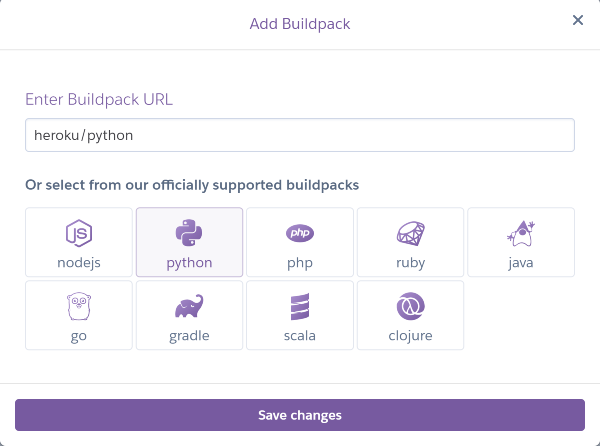 Add Buildpack
Enter Buildpack URL
heroku/python
Or select from our officially supported buildpacks
JS
php
nodejs
python
php
ruby
java
go
gradle
scala
clojure
Save changes